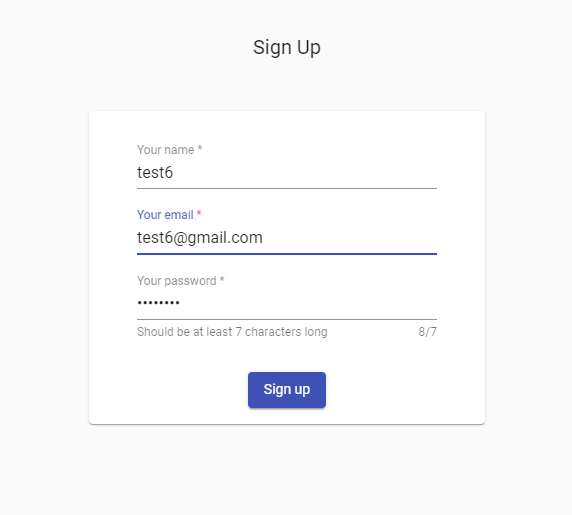 Sign Up
Your name *
test6
Your email *
test6@gmail.com
Your password *
••••••••
Should be at least 7 characters long 8/7
Sign up